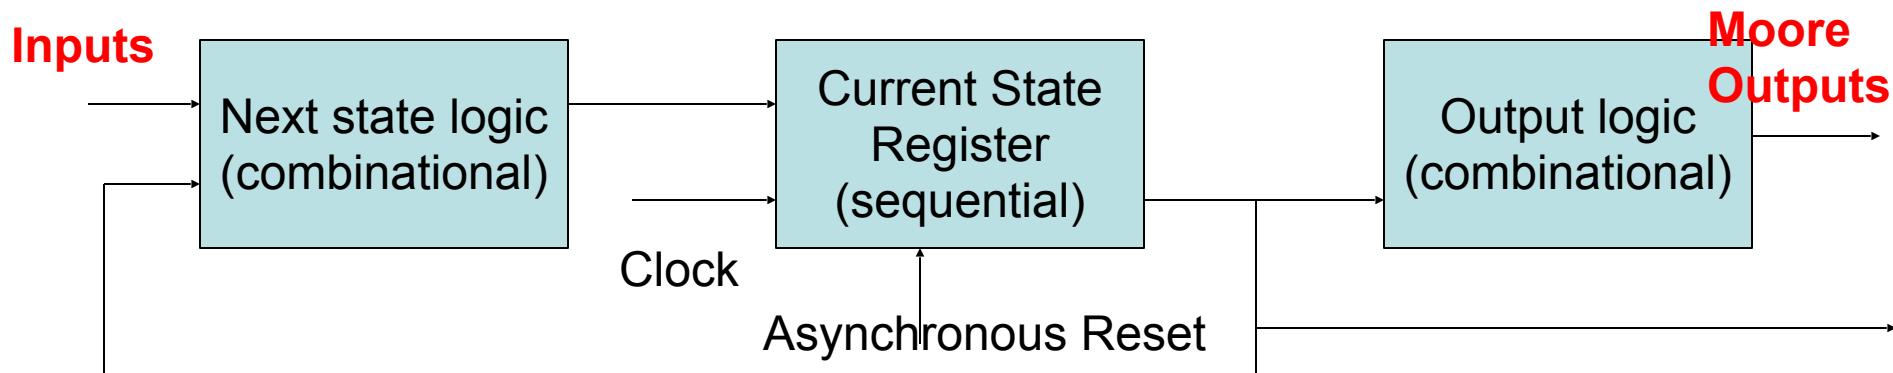 Inputs
Next state logic
(combinational)
Clock
Current State
Register
(sequential)
Asynchronous Reset
Output logic
(combinational)
Moore
Outputs